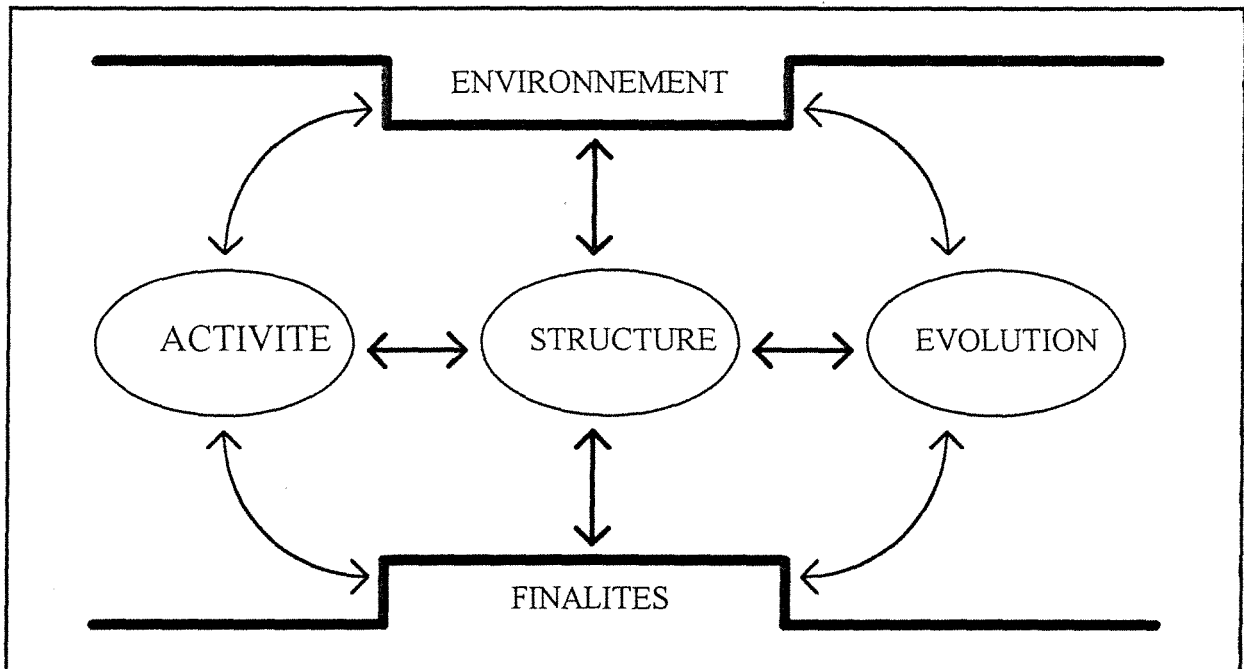 ENVIRONNEMENT
ACTIVITE
STRUCTURE
EVOLUTION
FINALITES